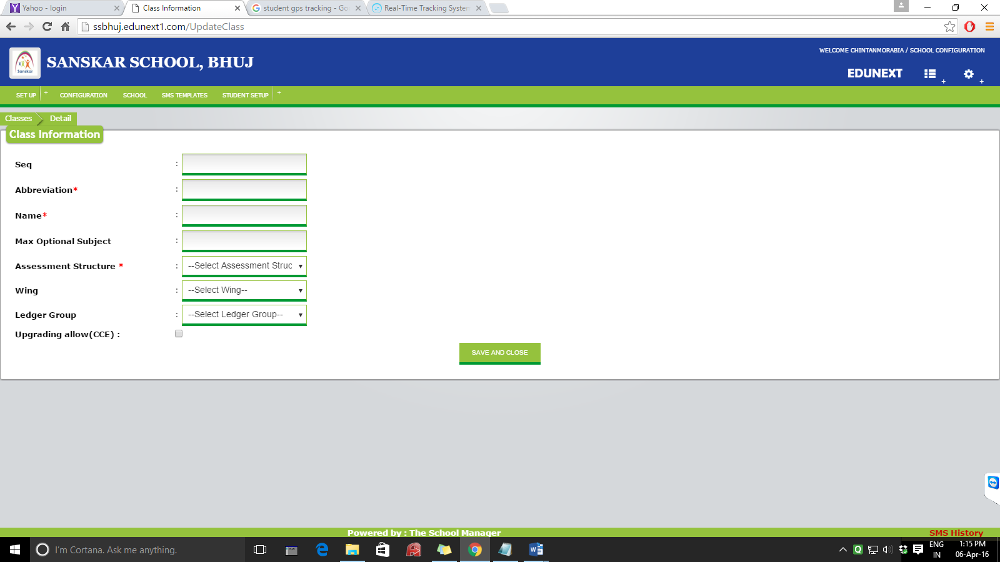 Yahoo - login
Class Information
student gps tracking - Go
Real-Time Tracking System
ssbhuj.edunext1.com/UpdateClass
Sanskar
SANSKAR SCHOOL, BHUJ
WELCOME CHINTANMORABIA / SCHOOL CONFIGURATION
EDUNEXT
+
+
SET UP
+
CONFIGURATION
SCHOOL
SMS TEMPLATES
STUDENT SETUP
+
Classes
Detail
Class Information
Seq :
Abbreviation* :
Name* :
Max Optional Subject :
Assessment Structure * : --Select Assessment Struc
Wing : --Select Wing--
Ledger Group : --Select Ledger Group--
Upgrading allow(CCE) :
SAVE AND CLOSE
Powered by : The School Manager
SMS History
I'm Cortana. Ask me anything.
ENG
IN
1:15 PM
06-Apr-16